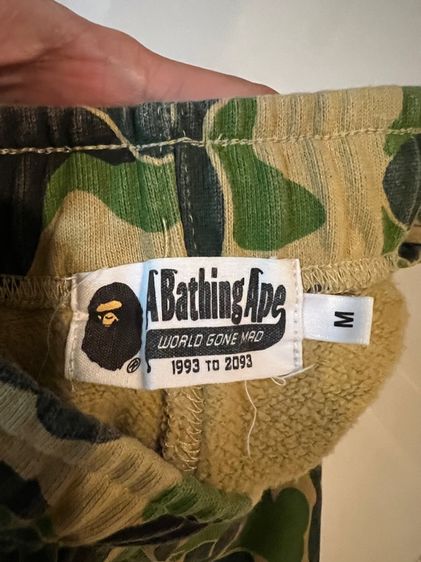 A Bathing Ape
WORLD GONE MAD
1993 TO 2093
®
M